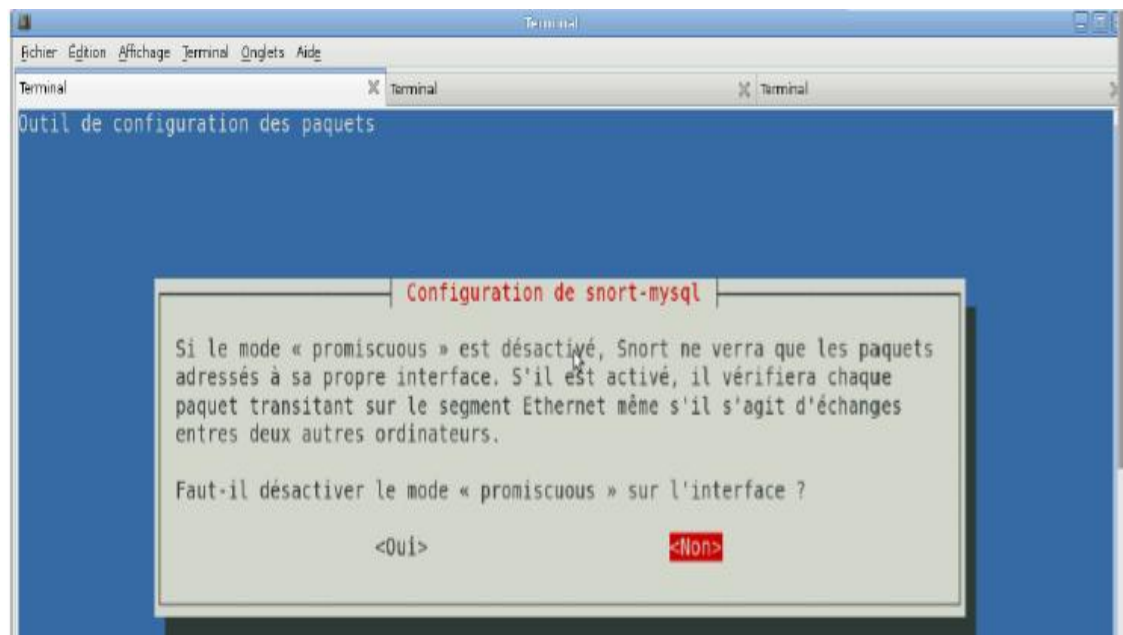 Terminal
Fichier Édition Affichage Terminal Onglets Aide
Terminal Terminal Terminal
Outil de configuration des paquets
Configuration de snort-mysql
Si le mode « promiscuous » est désactivé, Snort ne verra que les paquets
adressés à sa propre interface. S'il est activé, il vérifiera chaque
paquet transitant sur le segment Ethernet même s'il s'agit d'échanges
entres deux autres ordinateurs.
Faut-il désactiver le mode « promiscuous » sur l'interface ?
<Oui> <Non>